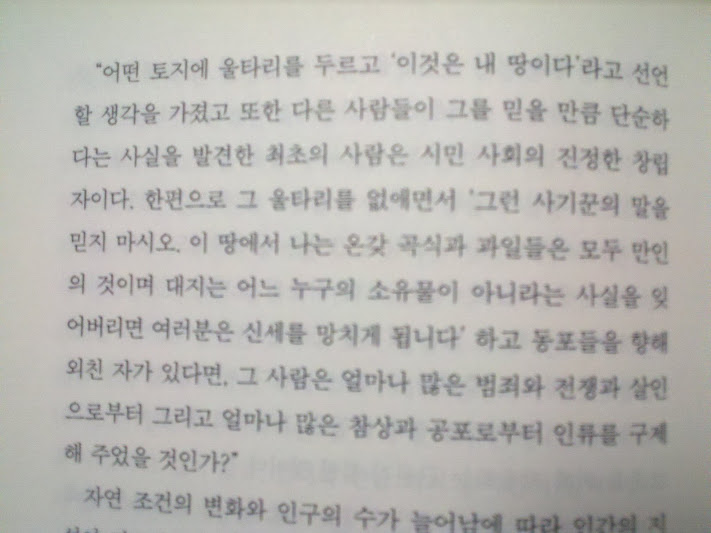 “어떤 토지에 울타리를 두르고 ‘이것은 내 땅이다’라고 선언
할 생각을 가졌고 또한 다른 사람들이 그를 믿을 만큼 단순하
다는 사실을 발견한 최초의 사람은 시민 사회의 진정한 창립
자이다. 한편으로 그 울타리를 없애면서 ‘그런 사기꾼의 말을
믿지 마시오. 이 땅에서 나는 온갖 곡식과 과일들은 모두 만인
의 것이며 대지는 어느 누구의 소유물이 아니라는 사실을 잊
어버리면 여러분은 신세를 망치게 됩니다’ 하고 동포들을 향해
외친 자가 있다면, 그 사람은 얼마나 많은 범죄와 전쟁과 살인
으로부터 그리고 얼마나 많은 참상과 공포로부터 인류를 구제
해 주었을 것인가?”
자연 조건의 변화와 인구의 수가 늘어남에 따라 인간의 지